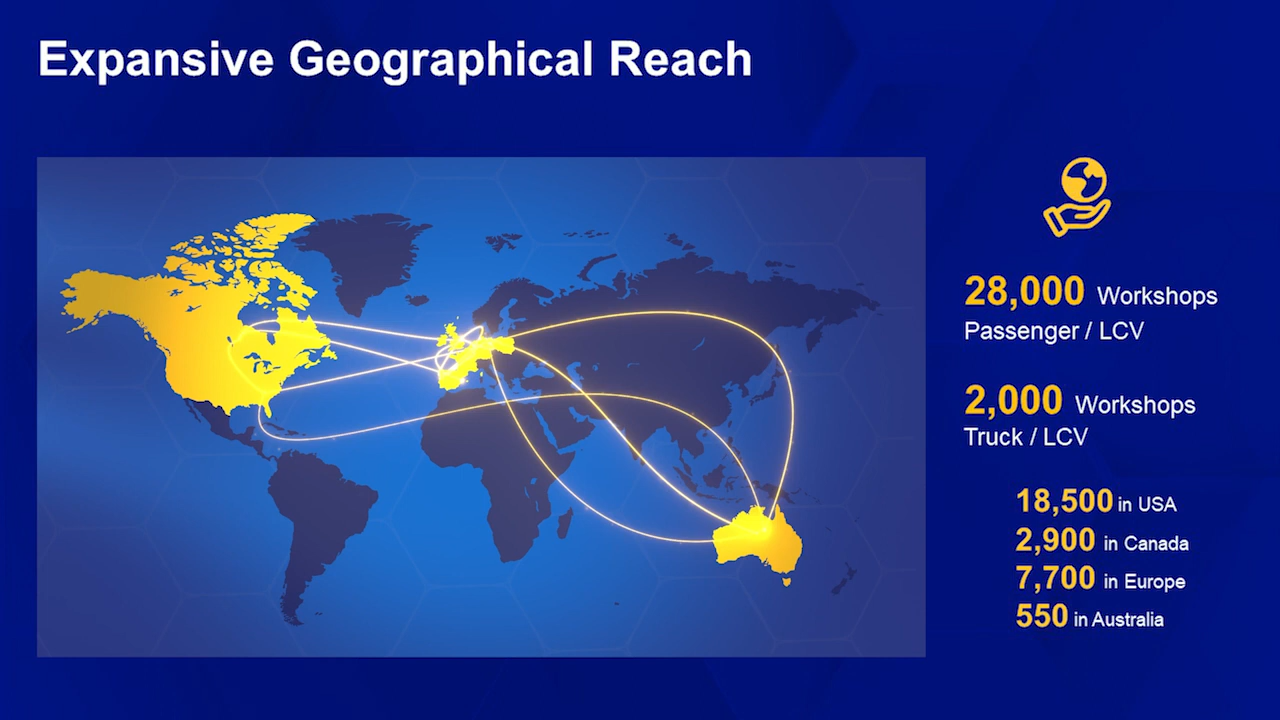 Expansive Geographical Reach
28,000 Workshops
Passenger / LCV
2,000 Workshops
Truck / LCV
18,500 in USA
2,900 in Canada
7,700 in Europe
550 in Australia